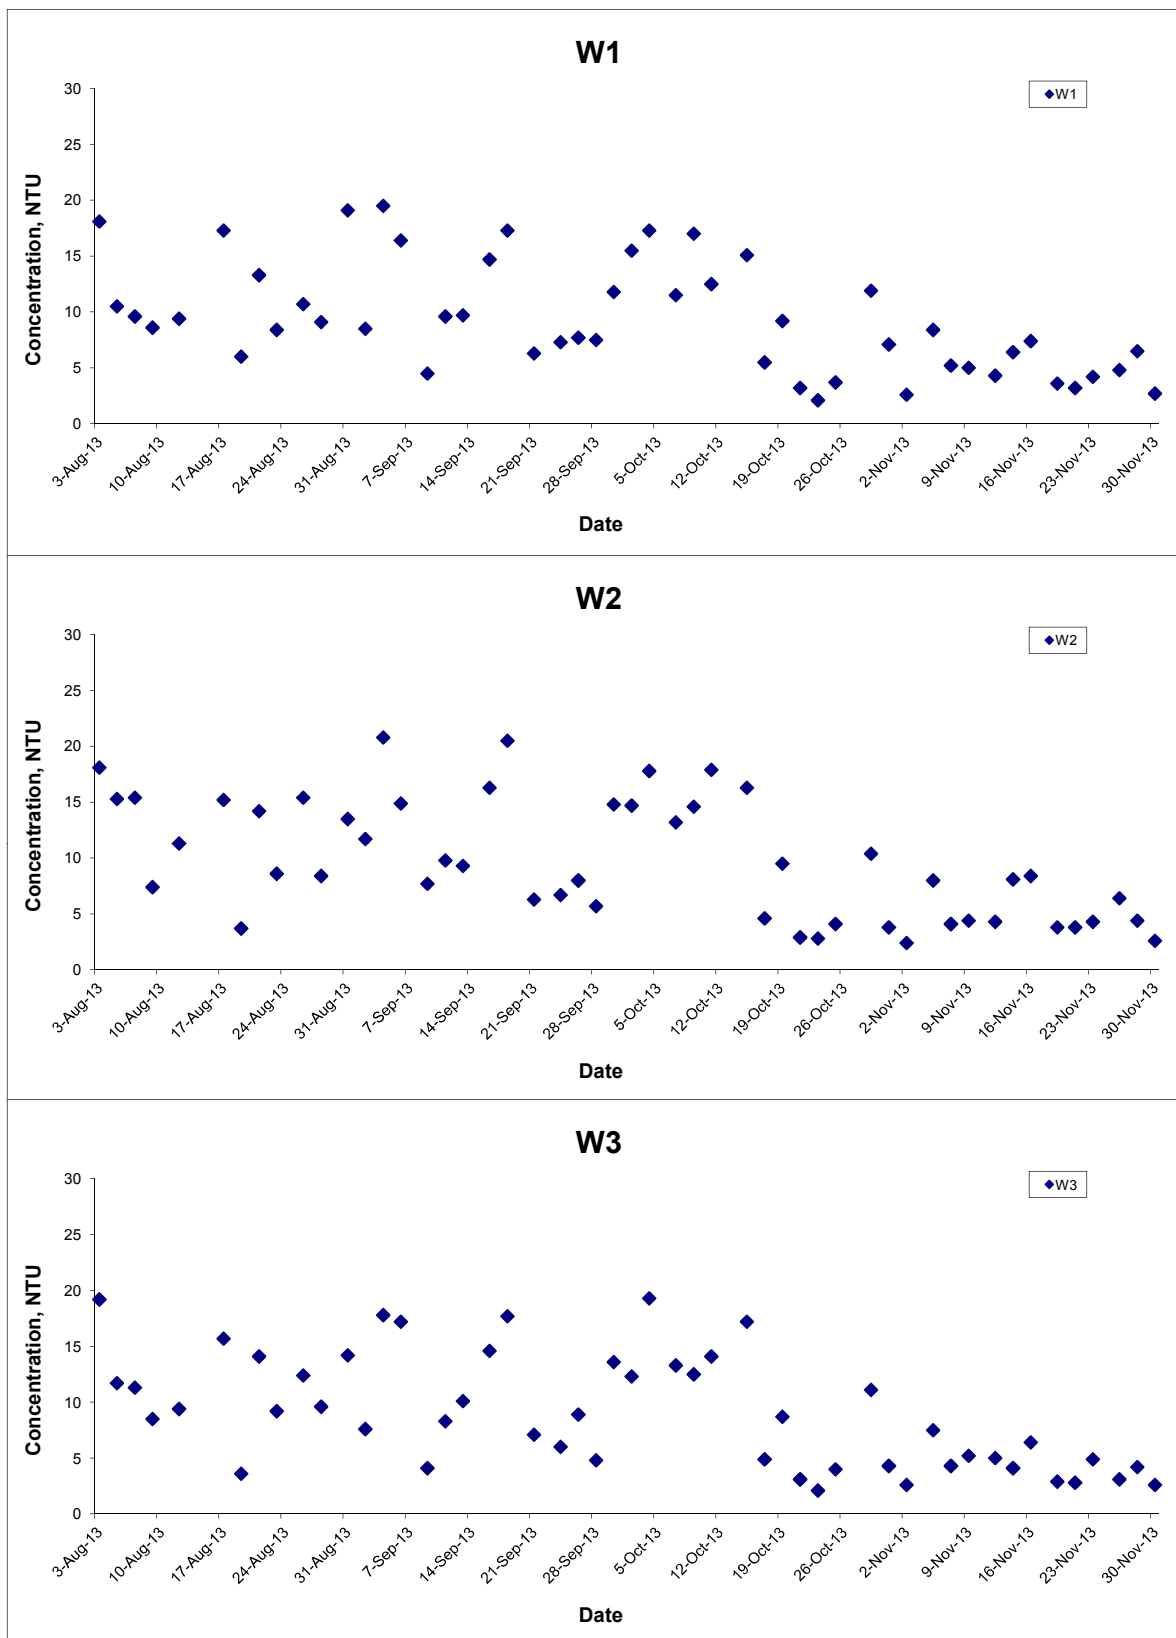 W1
W1
Concentration, NTU
30
25
20
15
10
5
0
3-Aug-13 10-Aug-13 17-Aug-13 24-Aug-13 31-Aug-13 7-Sep-13 14-Sep-13 21-Sep-13 28-Sep-13 5-Oct-13 12-Oct-13 19-Oct-13 26-Oct-13 2-Nov-13 9-Nov-13 16-Nov-13 23-Nov-13 30-Nov-13
Date
W2
W2
Concentration, NTU
30
25
20
15
10
5
0
3-Aug-13 10-Aug-13 17-Aug-13 24-Aug-13 31-Aug-13 7-Sep-13 14-Sep-13 21-Sep-13 28-Sep-13 5-Oct-13 12-Oct-13 19-Oct-13 26-Oct-13 2-Nov-13 9-Nov-13 16-Nov-13 23-Nov-13 30-Nov-13
Date
W3
W3
Concentration, NTU
30
25
20
15
10
5
0
3-Aug-13 10-Aug-13 17-Aug-13 24-Aug-13 31-Aug-13 7-Sep-13 14-Sep-13 21-Sep-13 28-Sep-13 5-Oct-13 12-Oct-13 19-Oct-13 26-Oct-13 2-Nov-13 9-Nov-13 16-Nov-13 23-Nov-13 30-Nov-13
Date